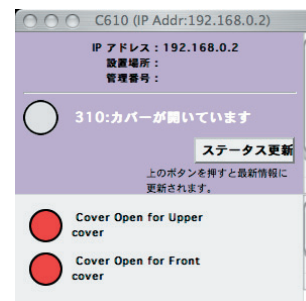 C610 (IP Addr:192.168.0.2)
IP アドレス : 192.168.0.2
設置場所 :
管理番号 :
310:カバーが開いています
ステータス更新
上のボタンを押すと最新情報に
更新されます。
Cover Open for Upper
cover
Cover Open for Front
cover